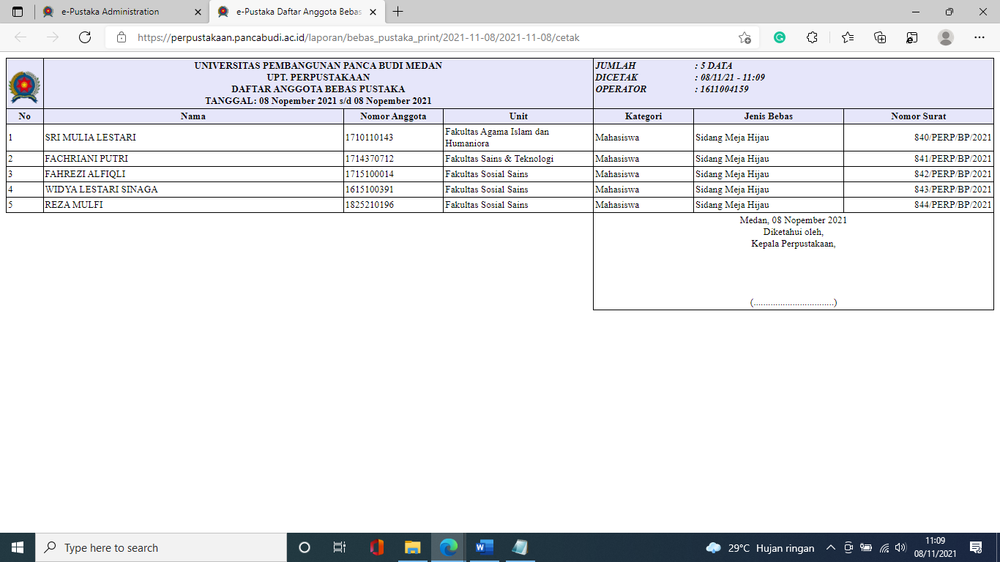 e-Pustaka Administration
e-Pustaka Daftar Anggota Bebas
https://perpustakaan.pancabudi.ac.id/laporan/bebas_pustaka_print/2021-11-08/2021-11-08/cetak
UNIVERSITAS PEMBANGUNAN PANCA BUDI MEDAN
UPT. PERPUSTAKAAN
DAFTAR ANGGOTA BEBAS PUSTAKA
TANGGAL: 08 Nopember 2021 s/d 08 Nopember 2021
JUMLAH : 5 DATA
DICETAK : 08/11/21 - 11:09
OPERATOR : 1611004159
No Nama Nomor Anggota Unit Kategori Jenis Bebas Nomor Surat
1 SRI MULIA LESTARI 1710110143 Fakultas Agama Islam dan Humaniora Mahasiswa Sidang Meja Hijau 840/PERP/BP/2021
2 FACHRIANI PUTRI 1714370712 Fakultas Sains & Teknologi Mahasiswa Sidang Meja Hijau 841/PERP/BP/2021
3 FAHREZI ALFIQLI 1715100014 Fakultas Sosial Sains Mahasiswa Sidang Meja Hijau 842/PERP/BP/2021
4 WIDYA LESTARI SINAGA 1615100391 Fakultas Sosial Sains Mahasiswa Sidang Meja Hijau 843/PERP/BP/2021
5 REZA MULFI 1825210196 Fakultas Sosial Sains Mahasiswa Sidang Meja Hijau 844/PERP/BP/2021
Medan, 08 Nopember 2021
Diketahui oleh,
Kepala Perpustakaan,
(.................................)
Type here to search
29°C Hujan ringan
11:09
08/11/2021